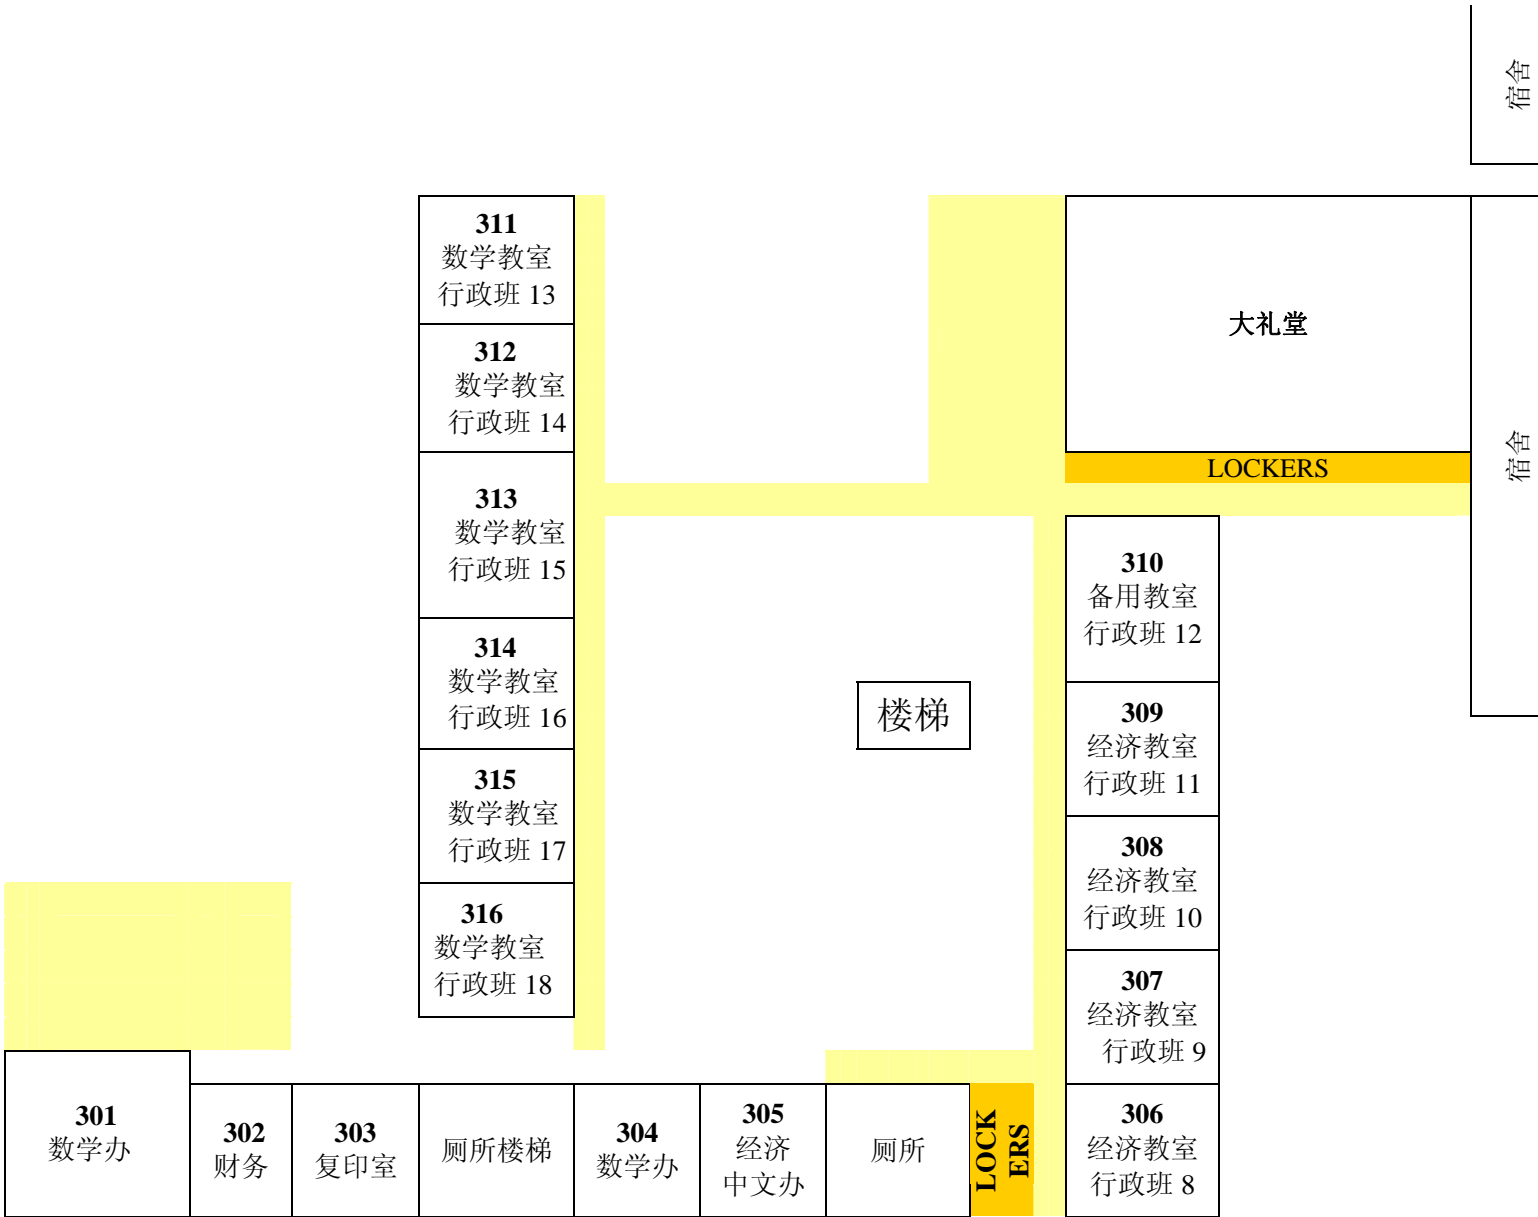 宿舍
311
数学教室
行政班 13
312
数学教室
行政班 14
313
数学教室
行政班 15
314
数学教室
行政班 16
315
数学教室
行政班 17
316
数学教室
行政班 18
大礼堂
LOCKERS
宿舍
楼梯
310
备用教室
行政班 12
309
经济教室
行政班 11
308
经济教室
行政班 10
307
经济教室
行政班 9
306
经济教室
行政班 8
301
数学办
302
财务
303
复印室
厕所楼梯
304
数学办
305
经济
中文办
厕所
LOCK
ERS